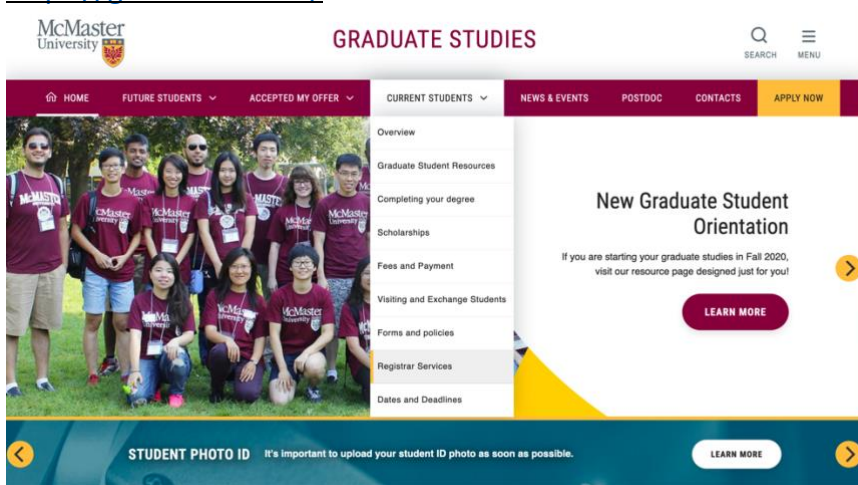 McMaster
University
GRADUATE STUDIES
SEARCH
MENU
HOME
FUTURE STUDENTS
ACCEPTED MY OFFER
CURRENT STUDENTS
NEWS & EVENTS
POSTDOC
CONTACTS
APPLY NOW
Overview
Graduate Student Resources
Completing your degree
Scholarships
Fees and Payment
Visiting and Exchange Students
Forms and policies
Registrar Services
Dates and Deadlines
New Graduate Student
Orientation
If you are starting your graduate studies in Fall 2020,
visit our resource page designed just for you!
LEARN MORE
McMaster
McMaster
University
McMaster
University
McMaster
University
STUDENT PHOTO ID
It's important to upload your student ID photo as soon as possible.
LEARN MORE